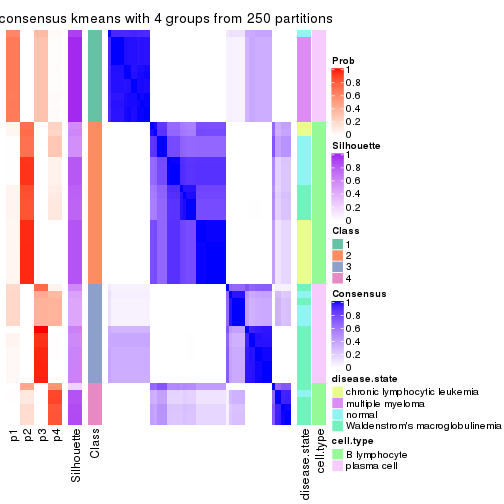 consensus kmeans with 4 groups from 250 partitions
Prob
1
0.8
0.6
0.4
0.2
0
Silhouette
1
0.8
0.6
0.4
0.2
0
Class
1
2
3
4
Consensus
1
0.8
0.6
0.4
0.2
0
disease.state
chronic lymphocytic leukemia
multiple myeloma
normal
Waldenstrom's macroglobulinemia
cell.type
B lymphocyte
plasma cell
p1
p2
p3
p4
Silhouette
Class
disease.state
cell.type